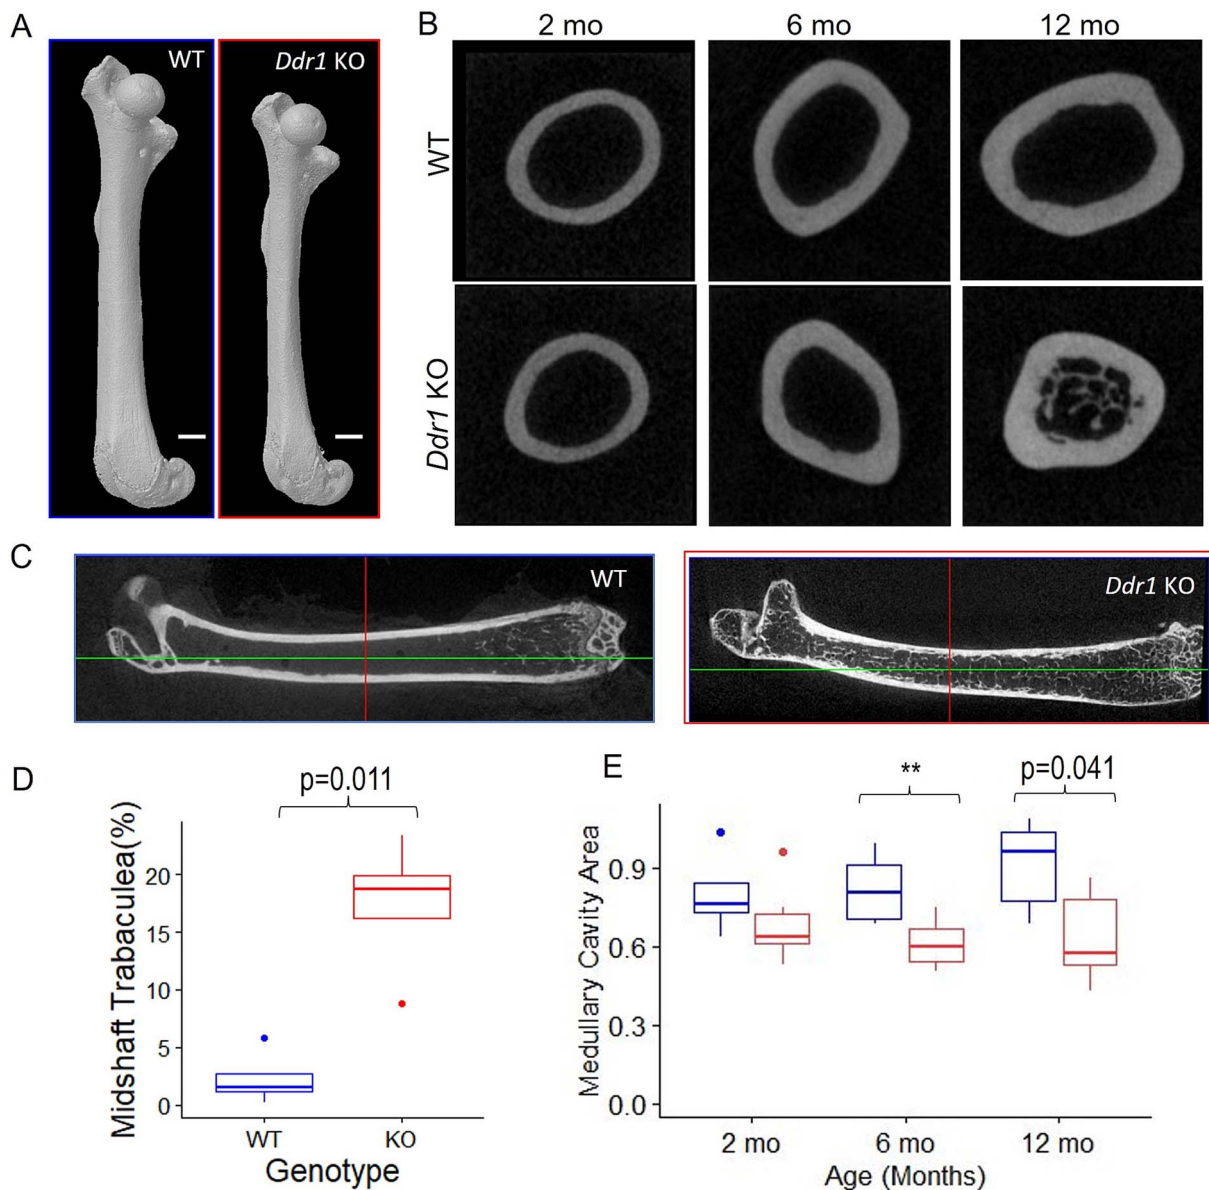 A
WT
Ddr1 KO
B
2 mo
6 mo
12 mo
WT
Ddr1 KO
C
WT
Ddr1 KO
D
p=0.011
Midshaft Trabaculea(%)
20
15
10
5
0
WT
KO
Genotype
E
**
p=0.041
Medullary Cavity Area
0.9
0.6
0.3
0.0
2 mo
6 mo
12 mo
Age (Months)